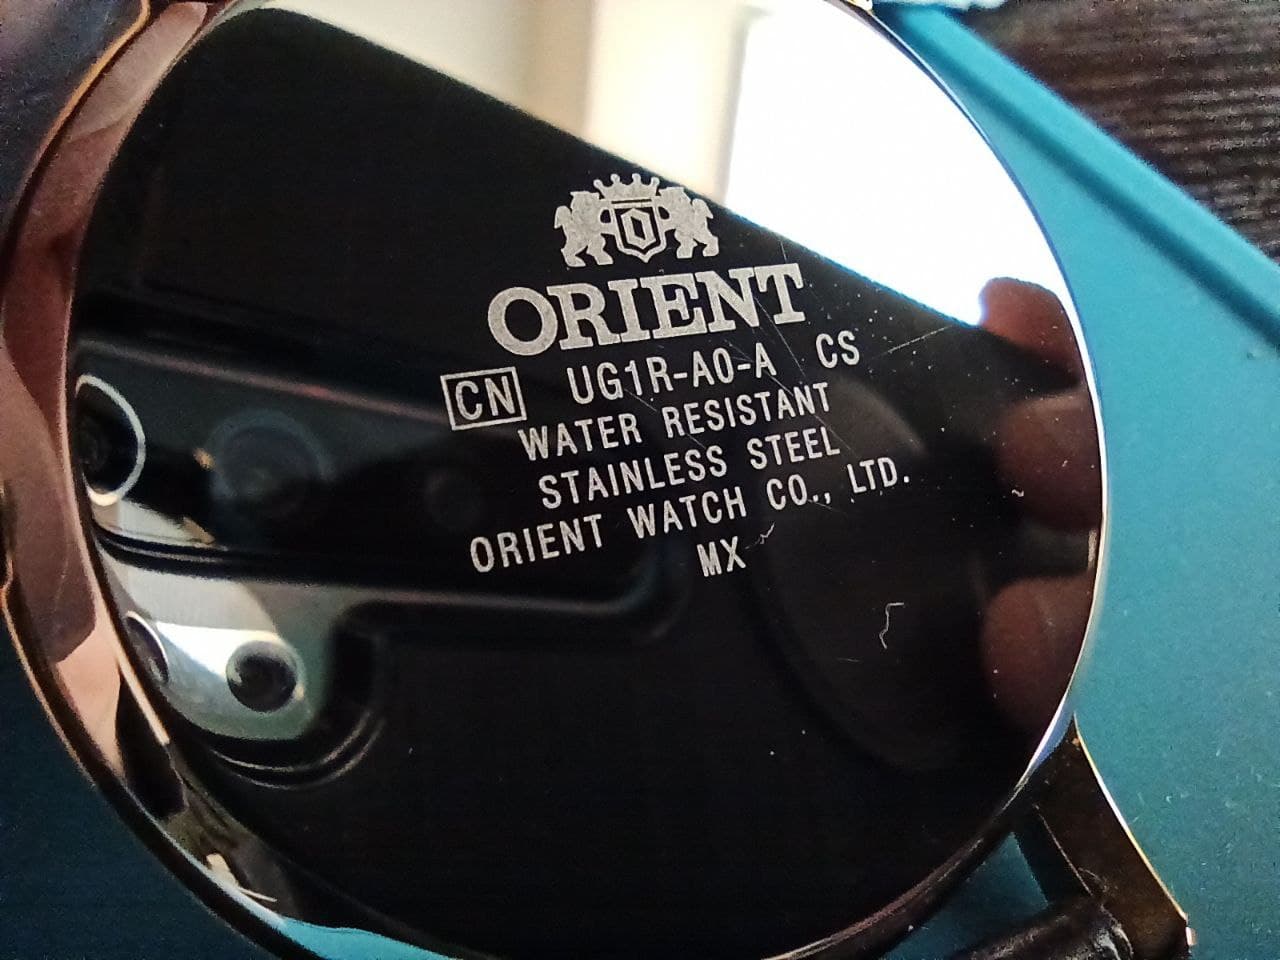 ORIENT
CN UG1R-A0-A CS
WATER RESISTANT
STAINLESS STEEL
ORIENT WATCH CO., LTD.
MX